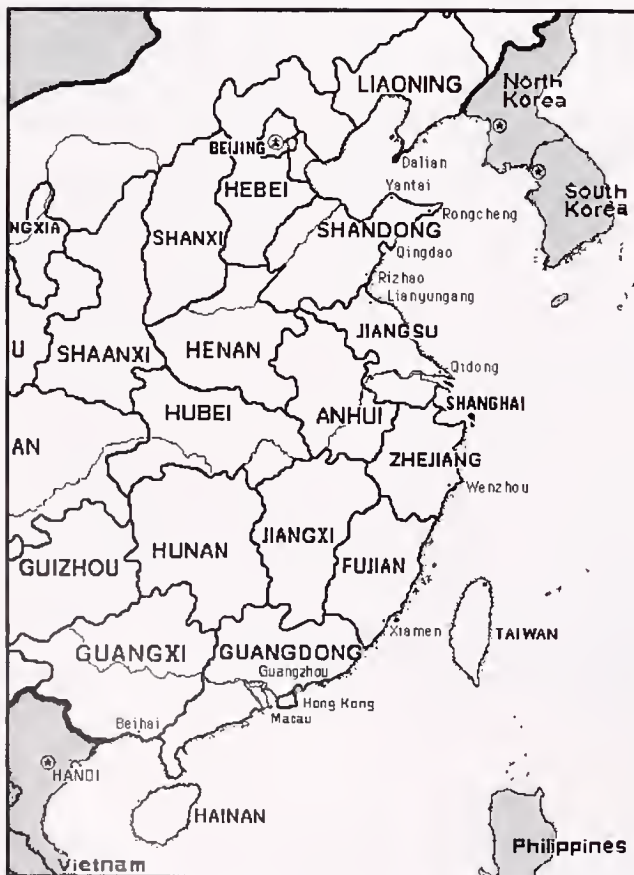 LIAONING
North
Korea
BEIJING
Dalian
HEBEI
Yantai
South
Korea
NGXIA
SHANXI
SHANDONG
Rongcheng
Qingdao
Rizhao
Lianyungang
JIANGSU
U
SHAANXI
HENAN
Qidong
HUBEI
ANHUI
SHANGHAI
AN
ZHEJIANG
Wenzhou
JIANGXI
HUNAN
GUIZHOU
FUJIAN
Xiamen
TAIWAN
GUANGXI
GUANGDONG
Guangzhou
Hong Kong
Macau
Beihai
HANOI
HAINAN
Philippines
Vietnam